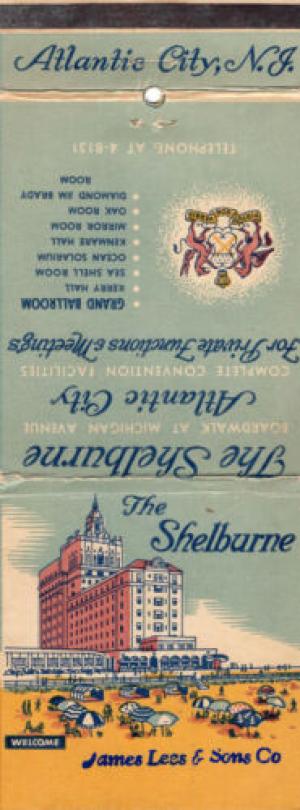 Atlantic City, N.J.
The Shelburne
BOARDWALK AT MICHIGAN AVENUE
Atlantic City
COMPLETE CONVENTION FACILITIES
For Private Functions & Meetings
GRAND BALLROOM
• KERRY HALL
• SEA SHELL ROOM
• OCEAN SOLARIUM
• KENMARE HALL
• MIRROR ROOM
• OAK ROOM
• DIAMOND JIM BRADY
ROOM
TELEPHONE, AT 4-8131
The
Shelburne
WELCOME
James Lees & Sons Co